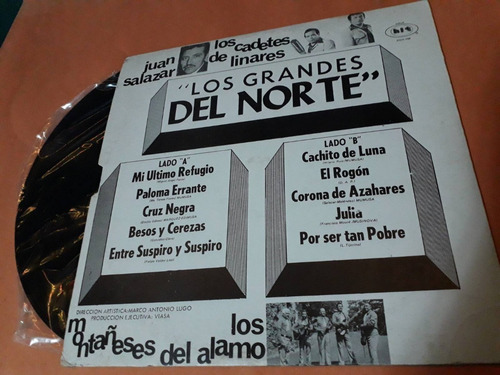 juan salazar
los cadetes de linares
"LOS GRANDES
DEL NORTE"
LADO "A"
Mi Ultimo Refugio
Paloma Errante
Cruz Negra
Besos y Cerezas
Entre Suspiro y Suspiro
LADO "B"
Cachito de Luna
El Rogón
Corona de Azahares
Julia
Por ser tan Pobre
DIRECCION ARTISTICA: MARCO ANTONIO LUGO
PRODUCCION EJECUTIVA: VIASA
los montañeses del alamo